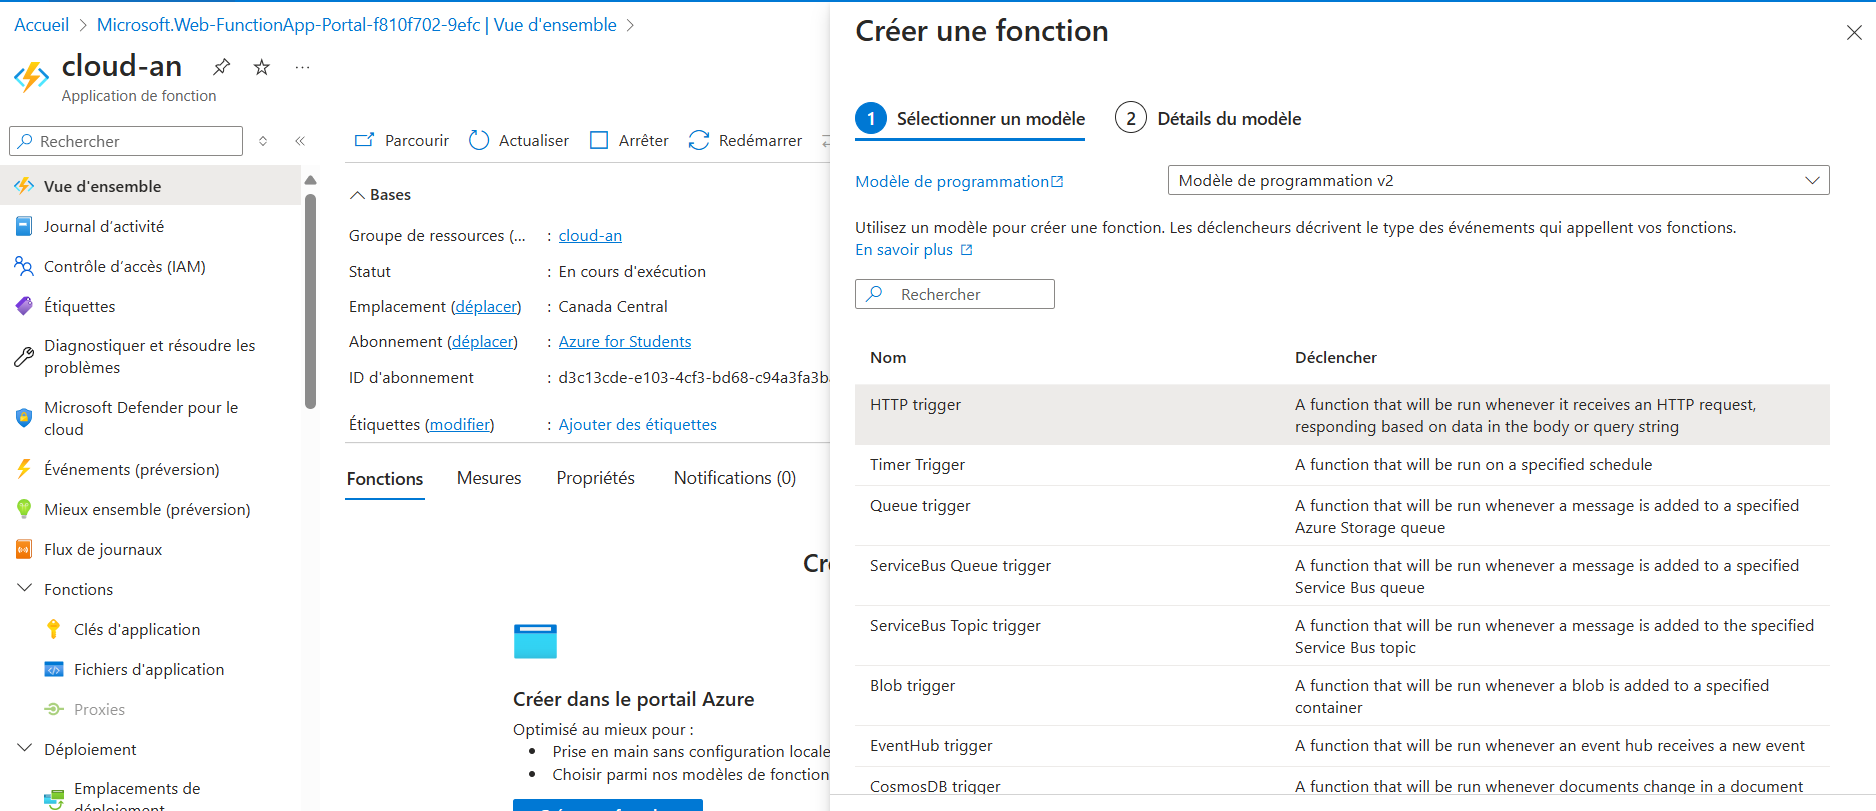 Accueil > Microsoft.Web-FunctionApp-Portal-f810f702-9efc | Vue d'ensemble >
cloud-an
Application de fonction
Rechercher
Vue d'ensemble
Journal d’activité
Contrôle d’accès (IAM)
Étiquettes
Diagnostiquer et résoudre les
problèmes
Microsoft Defender pour le
cloud
Événements (préversion)
Mieux ensemble (préversion)
Flux de journaux
Fonctions
Clés d'application
Fichiers d'application
Proxies
Déploiement
Emplacements de
déploiement
Parcourir Actualiser Arrêter Redémarrer
Bases
Groupe de ressources (... : cloud-an
Statut : En cours d'exécution
Emplacement (déplacer) : Canada Central
Abonnement (déplacer) : Azure for Students
ID d'abonnement : d3c13cde-e103-4cf3-bd68-c94a3fa3b
Étiquettes (modifier) : Ajouter des étiquettes
Fonctions Mesures Propriétés Notifications (0)
Créer dans le portail Azure
Optimisé au mieux pour :
• Prise en main sans configuration locale
• Choisir parmi nos modèles de fonction
Créer une fonction
1 Sélectionner un modèle 2 Détails du modèle
Modèle de programmation Modèle de programmation v2
Utilisez un modèle pour créer une fonction. Les déclencheurs décrivent le type des événements qui appellent vos fonctions.
En savoir plus
Rechercher
Nom Déclencher
HTTP trigger A function that will be run whenever it receives an HTTP request,
responding based on data in the body or query string
Timer Trigger A function that will be run on a specified schedule
Queue trigger A function that will be run whenever a message is added to a specified
Azure Storage queue
ServiceBus Queue trigger A function that will be run whenever a message is added to a specified
Service Bus queue
ServiceBus Topic trigger A function that will be run whenever a message is added to the specified
Service Bus topic
Blob trigger A function that will be run whenever a blob is added to a specified
container
EventHub trigger A function that will be run whenever an event hub receives a new event
CosmosDB trigger A function that will be run whenever documents change in a document